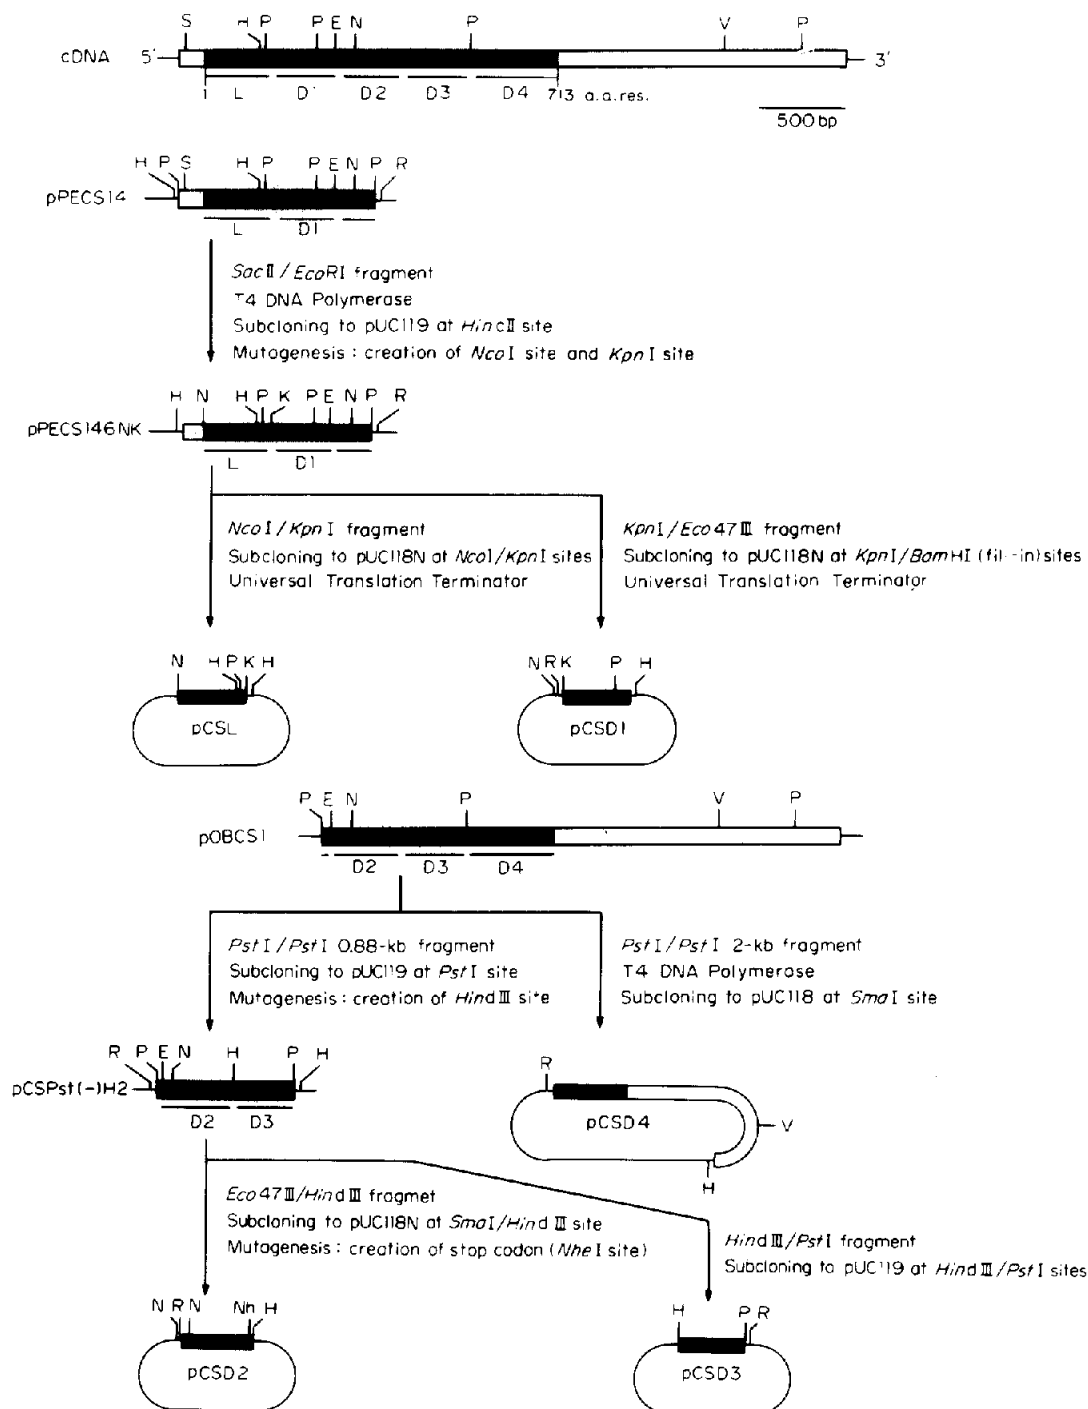 S H P P E N P V P
cDNA 5' 3'
1 L D1 D2 D3 D4 713 a.a.res.
500bp
H P S H P P E N P R
pPECS14
L D1
SacII/EcoRI fragment
T4 DNA Polymerase
Subcloning to pUC119 at HincII site
Mutagenesis : creation of NcoI site and KpnI site
H N H P K P E N P R
pPECS146NK
L D1
NcoI/KpnI fragment
Subcloning to pUC118N at NcoI/KpnI sites
Universal Translation Terminator
KpnI/Eco47III fragment
Subcloning to pUC118N at KpnI/BamHI (fill-in)sites
Universal Translation Terminator
N H P K H
pCSL
N R K P H
pCSD1
P E N P V P
pOBCS1
D2 D3 D4
PstI/PstI 0.88-kb fragment
Subcloning to pUC119 at PstI site
Mutagenesis : creation of HindIII site
PstI/PstI 2-kb fragment
T4 DNA Polymerase
Subcloning to pUC118 at SmaI site
R P E N H P H
pCSPst(-)H2
D2 D3
R
pCSD4
V
H
Eco47III/HindIII fragmet
Subcloning to pUC118N at SmaI/HindIII site
Mutagenesis : creation of stop codon (NheI site)
HindIII/PstI fragment
Subcloning to pUC119 at HindIII/PstI sites
N R N Nh H
pCSD2
H P R
pCSD3